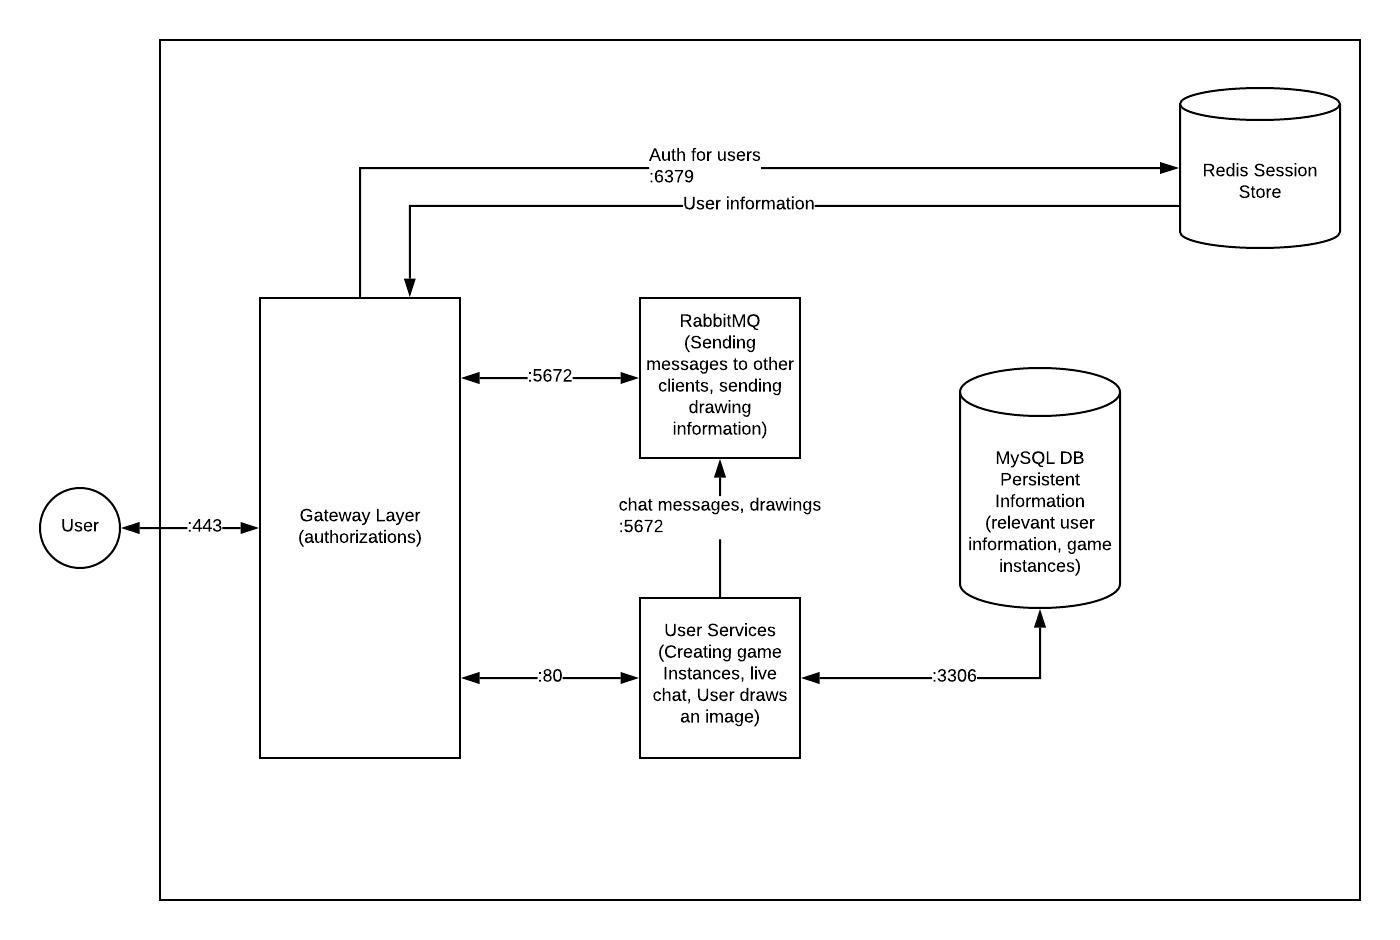 Auth for users
:6379
User information
Redis Session
Store
RabbitMQ
(Sending
messages to other
clients, sending
drawing
information)
:5672
MySQL DB
Persistent
Information
(relevant user
information, game
instances)
chat messages, drawings
:5672
User
:443
Gateway Layer
(authorizations)
User Services
(Creating game
Instances, live
chat, User draws
an image)
:80
:3306